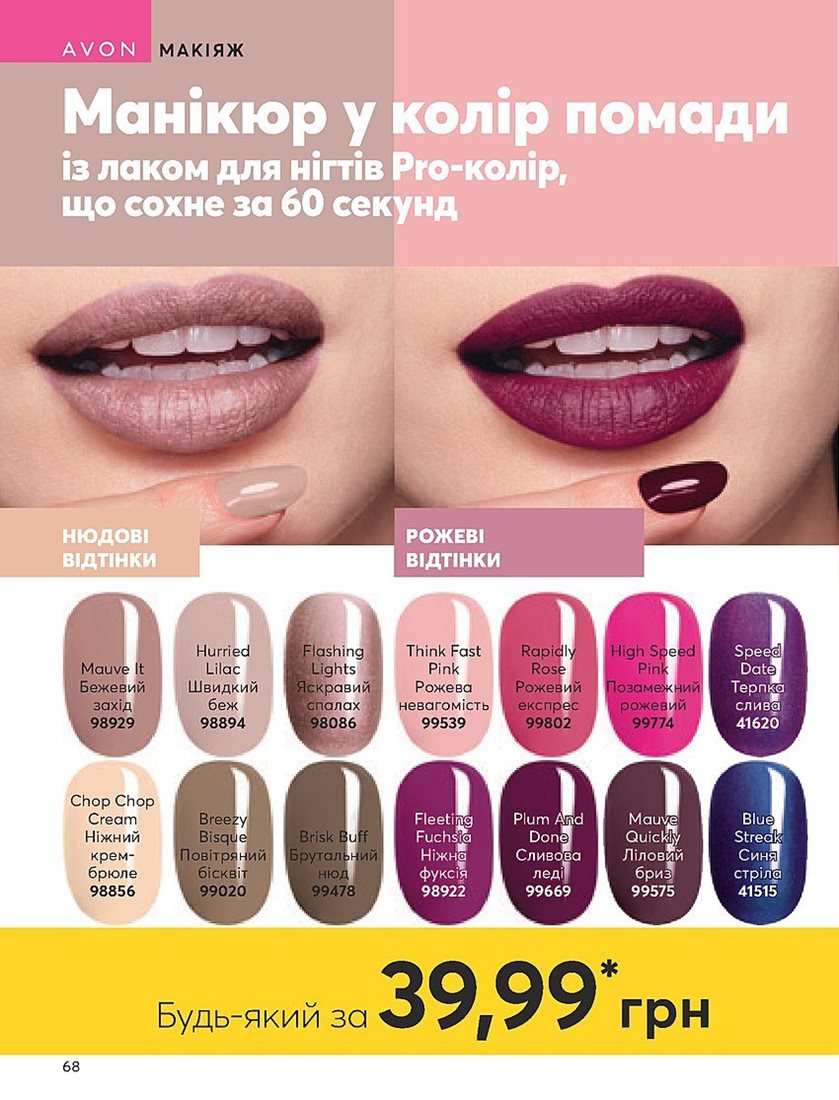 AVON МАКІЯЖ
Манікюр у колір помади
із лаком для нігтів Pro-колір,
що сохне за 60 секунд
НЮДОВІ
ВІДТІНКИ
РОЖЕВІ
ВІДТІНКИ
Mauve It
Бежевий
захід
98929
Hurried
Lilac
Швидкий
беж
98894
Flashing
Lights
Яскравий
спалах
98086
Think Fast
Pink
Рожева
невагомість
99539
Rapidly
Rose
Рожевий
експрес
99802
High Speed
Pink
Позамежний
рожевий
99774
Speed
Date
Терпка
слива
41620
Chop Chop
Cream
Ніжний
крем-
брюле
98856
Breezy
Bisque
Повітряний
бісквіт
99020
Brisk Buff
Брутальний
нюд
99478
Fleeting
Fuchsia
Ніжна
фуксія
98922
Plum And
Done
Сливова
леді
99669
Mauve
Quickly
Ліловий
бриз
99575
Blue
Streak
Синя
стріла
41515
Будь-який за 39,99* грн
68